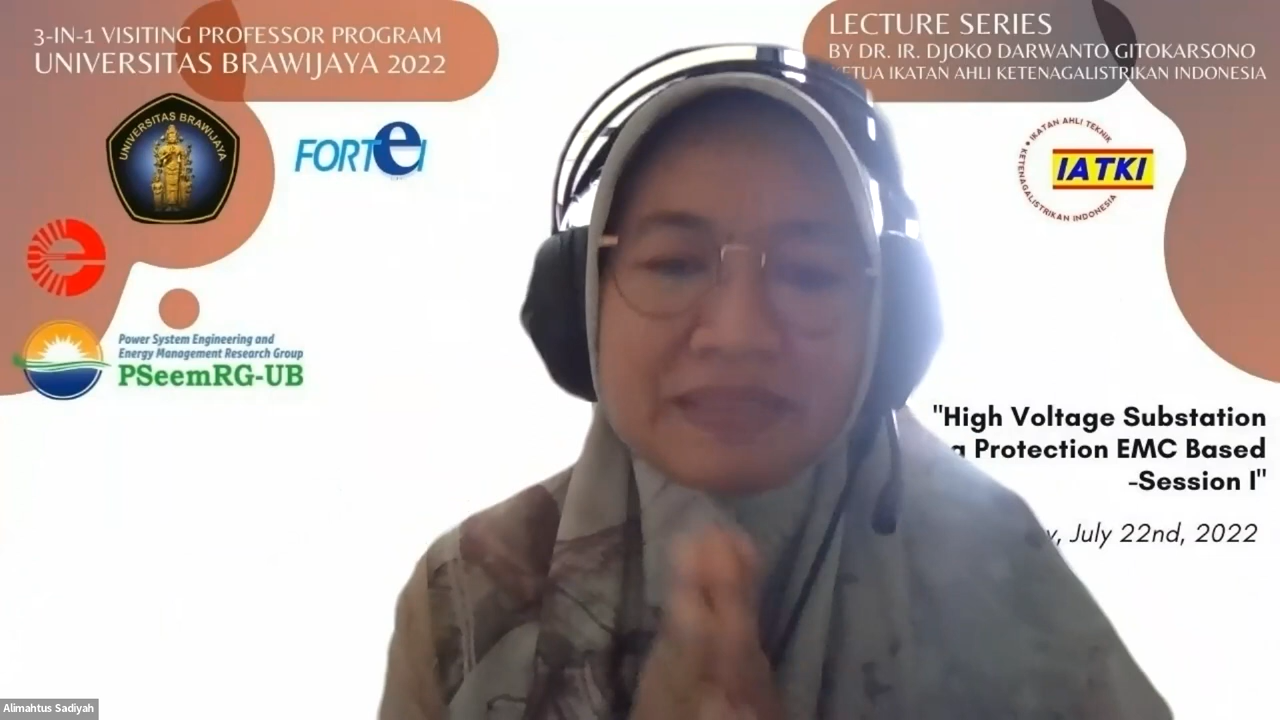 3-IN-1 VISITING PROFESSOR PROGRAM
UNIVERSITAS BRAWIJAYA 2022
LECTURE SERIES
BY DR. IR. DJOKO DARWANTO GITOKARSONO
KETUA IKATAN AHLI KETENAGALISTRIKAN INDONESIA
UNIVERSITAS BRAWIJAYA
FORTEI
IKATAN AHLI TEKNIK
KETENAGALISTRIKAN INDONESIA
IATKI
Power System Engineering and
Energy Management Research Group
PSeemRG-UB
"High Voltage Substation
Protection EMC Based
-Session I"
July 22nd, 2022
Alimahtus Sadiyah